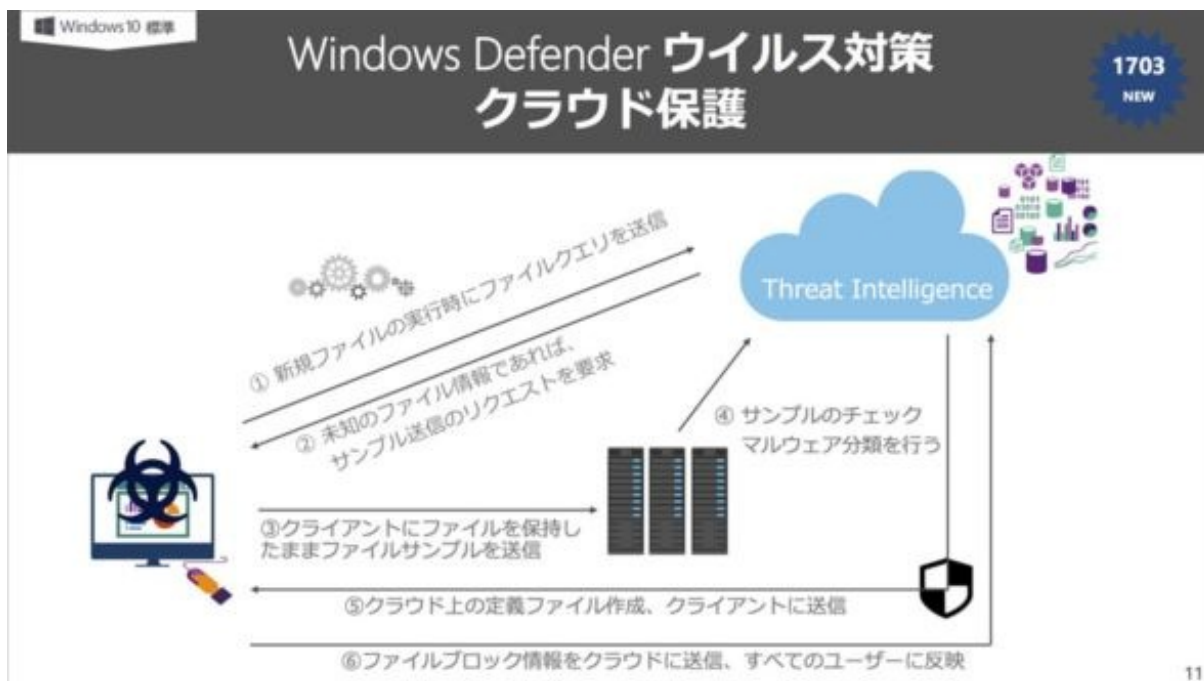 Windows10 標準
Windows Defender ウイルス対策
クラウド保護
1703
NEW
Threat Intelligence
① 新規ファイルの実行時にファイルクエリを送信
② 未知のファイル情報であれば、
サンプル送信のリクエストを要求
③クライアントにファイルを保持し
たままファイルサンプルを送信
④ サンプルのチェック
マルウェア分類を行う
⑤クラウド上の定義ファイル作成、クライアントに送信
⑥ファイルブロック情報をクラウドに送信、すべてのユーザーに反映
11